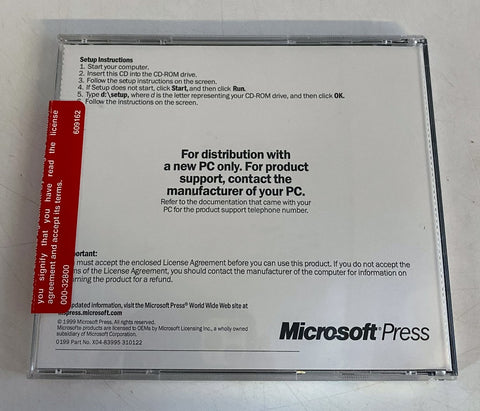 Setup Instructions
1. Start your computer.
2. Insert this CD into the CD-ROM drive.
3. Follow the setup instructions on the screen.
4. If Setup does not start, click Start, and then click Run.
5. Type d:\setup, where d is the letter representing your CD-ROM drive, and then click OK.
Follow the instructions on the screen.
609162
you signify that you have read the license
agreement and accept its terms.
000-32800
For distribution with
a new PC only. For product
support, contact the
manufacturer of your PC.
Refer to the documentation that came with your
PC for the product support telephone number.
must accept the enclosed License Agreement before you can use this product. If you do not accept the
of the License Agreement, you should contact the manufacturer of the computer for information on
the product for a refund.
updated information, visit the Microsoft Press® World Wide Web site at
mspress.microsoft.com
© 1999 Microsoft Press. All rights reserved.
Microsoft® products are licensed to OEMs by Microsoft Licensing Inc., a wholly owned
subsidiary of Microsoft Corporation.
0199 Part No. X04-83995 310122
Microsoft® Press